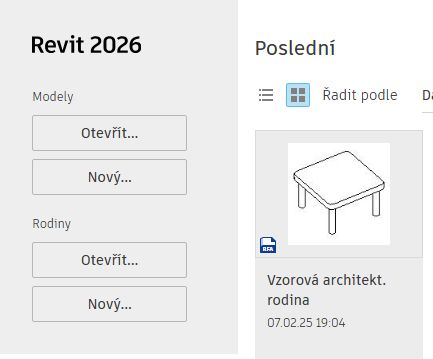 Revit 2026
Modely
Otevřít...
Nový...
Rodiny
Otevřít...
Nový...
Poslední
Řadit podle
RFA
Vzorová architekt.
rodina
07.02.25 19:04